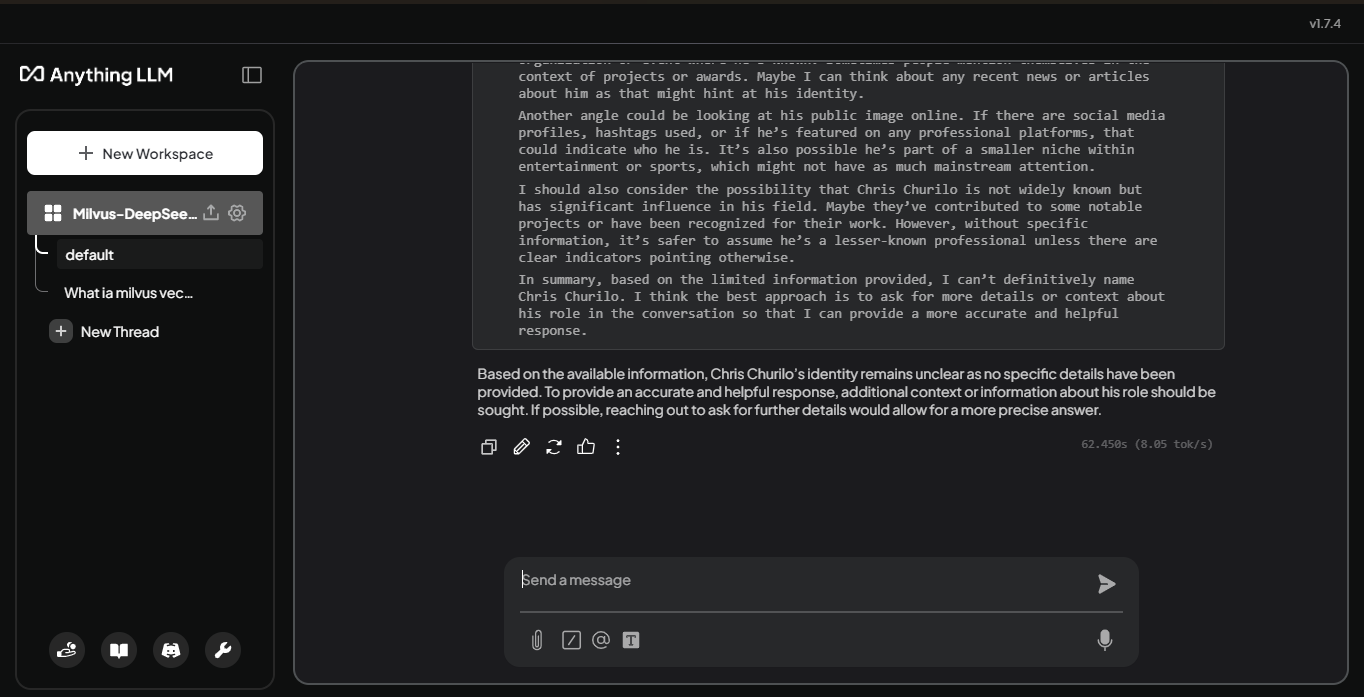 v1.7.4
Anything LLM
New Workspace
Milvus-DeepSee...
default
What ia milvus vec...
New Thread
context of projects or awards. Maybe I can think about any recent news or articles
about him as that might hint at his identity.
Another angle could be looking at his public image online. If there are social media
profiles, hashtags used, or if he’s featured on any professional platforms, that
could indicate who he is. It’s also possible he’s part of a smaller niche within
entertainment or sports, which might not have as much mainstream attention.
I should also consider the possibility that Chris Churilo is not widely known but
has significant influence in his field. Maybe they’ve contributed to some notable
projects or have been recognized for their work. However, without specific
information, it’s safer to assume he’s a lesser-known professional unless there are
clear indicators pointing otherwise.
In summary, based on the limited information provided, I can’t definitively name
Chris Churilo. I think the best approach is to ask for more details or context about
his role in the conversation so that I can provide a more accurate and helpful
response.
Based on the available information, Chris Churilo’s identity remains unclear as no specific details have been
provided. To provide an accurate and helpful response, additional context or information about his role should be
sought. If possible, reaching out to ask for further details would allow for a more precise answer.
62.450s (8.05 tok/s)
Send a message